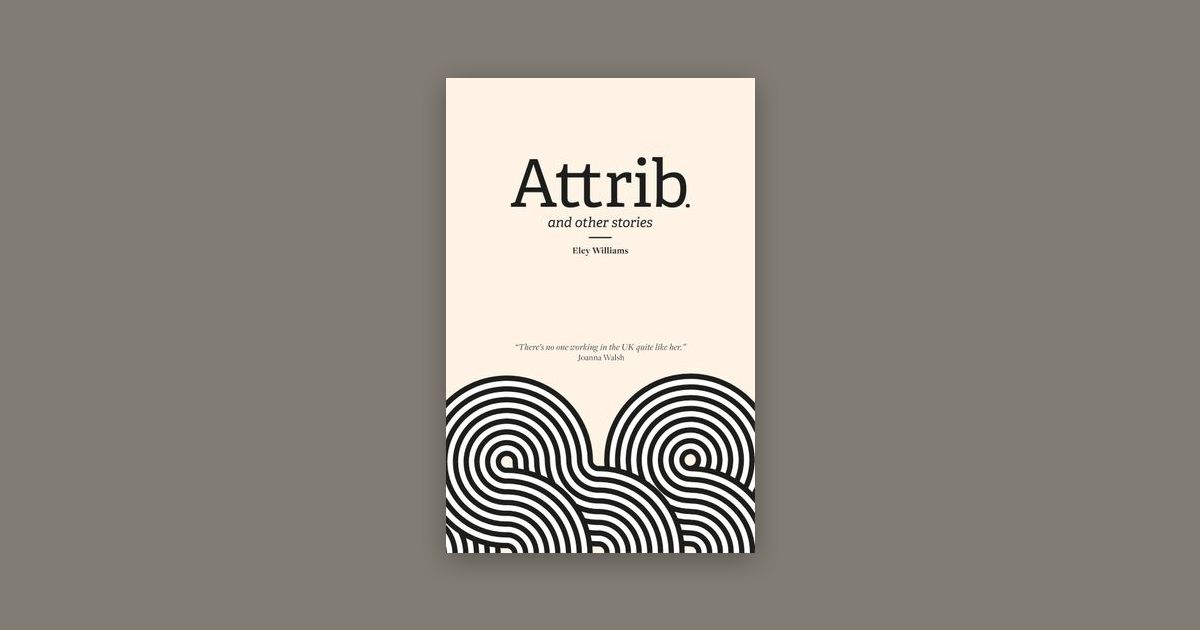 Attrib.
and other stories
Eley Williams
“There’s no one working in the UK quite like her.”
Joanna Walsh